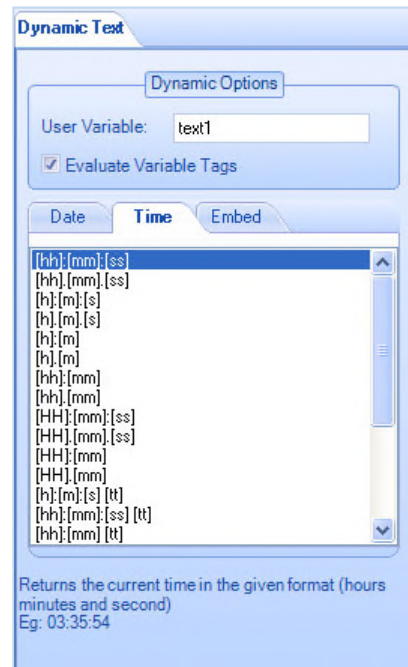 Dynamic Text
Dynamic Options
User Variable: text1
Evaluate Variable Tags
Date Time Embed
[hh]:[mm]:[ss]
[hh].[mm].[ss]
[h]:[m]:[s]
[h].[m].[s]
[h]:[m]
[h].[m]
[hh]:[mm]
[hh].[mm]
[HH]:[mm]:[ss]
[HH].[mm].[ss]
[HH]:[mm]
[HH].[mm]
[h]:[m]:[s] [tt]
[hh]:[mm]:[ss] [tt]
[hh]:[mm] [tt]
Returns the current time in the given format (hours
minutes and second)
Eg: 03:35:54